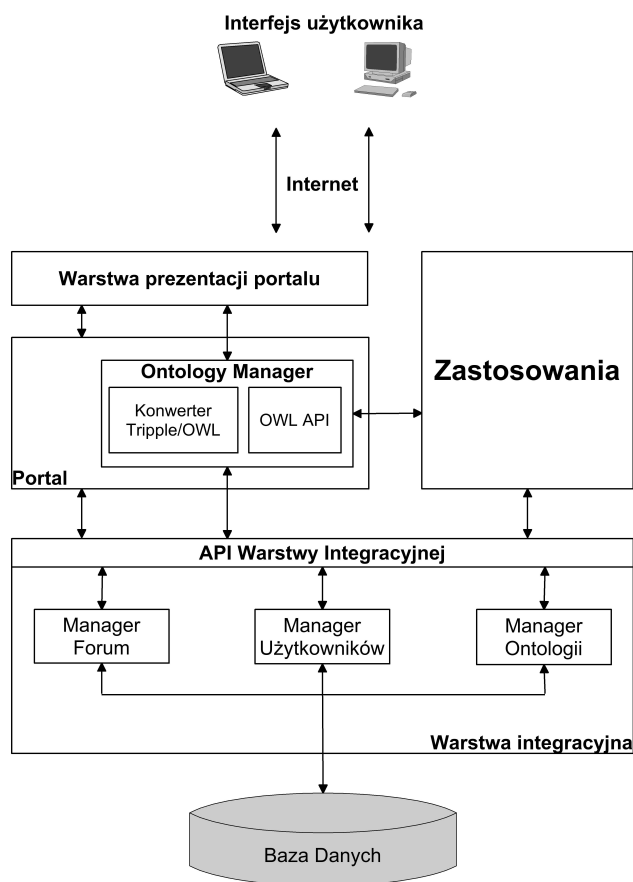 Interfejs użytkownika
Internet
Warstwa prezentacji portalu
Ontology Manager
Konwerter
Tripple/OWL
OWL API
Portal
Zastosowania
API Warstwy Integracyjnej
Manager
Forum
Manager
Użytkowników
Manager
Ontologii
Warstwa integracyjna
Baza Danych